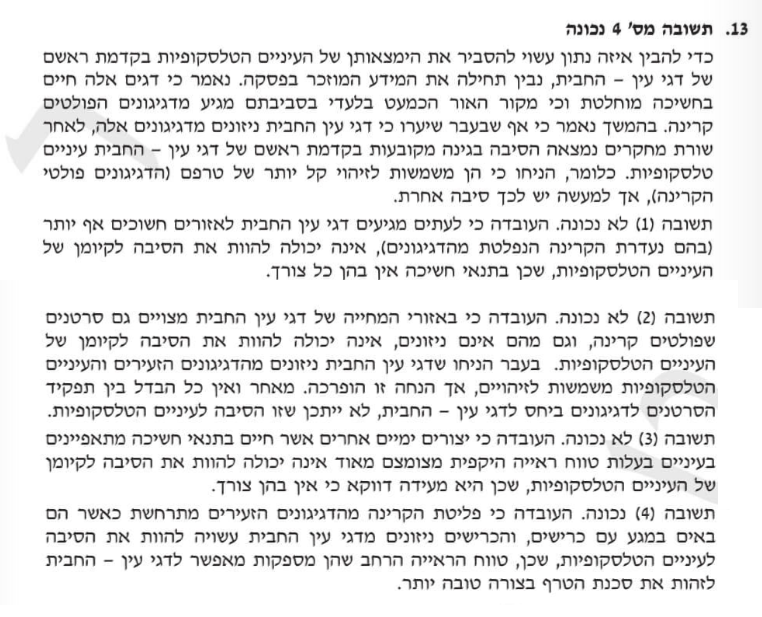 13. תשובה מס' 4 נכונה
כדי להבין איזה נתון עשוי להסביר את הימצאותן של העיניים הטלסקופיות בקדמת ראשם
של דגי עין – החבית, נבין תחילה את המידע המוזכר בפסקה. נאמר כי דגים אלה חיים
בחשיכה מוחלטת וכי מקור האור הכמעט בלעדי בסביבתם מגיע מדגיגונים הפולטים
קרינה. בהמשך נאמר כי אף שבעבר שיערו כי דגי עין החבית ניזונים מדגיגונים אלה, לאחר
שורת מחקרים נמצאה הסיבה בגינה מקובעות בקדמת ראשם של דגי עין – החבית עיניים
טלסקופיות. כלומר, הניחו כי הן משמשות לזיהוי קל יותר של טרפם (הדגיגונים פולטי
הקרינה), אך למעשה יש לכך סיבה אחרת.
תשובה (1) לא נכונה. העובדה כי לעתים מגיעים דגי עין החבית לאזורים חשוכים אף יותר
(בהם נעדרת הקרינה הנפלטת מהדגיגונים), אינה יכולה להוות את הסיבה לקיומן של
העיניים הטלסקופיות, שכן בתנאי חשיכה אין בהן כל צורך.
תשובה (2) לא נכונה. העובדה כי באזורי המחייה של דגי עין החבית מצויים גם סרטנים
שפולטים קרינה, וגם מהם אינם ניזונים, אינה יכולה להוות את הסיבה לקיומן של
העיניים הטלסקופיות. בעבר הניחו שדגי עין החבית ניזונים מהדגיגונים הזעירים והעיניים
הטלסקופיות משמשות לזיהויים, אך הנחה זו הופרכה. מאחר ואין כל הבדל בין תפקיד
הסרטנים לדגיגונים ביחס לדגי עין – החבית, לא ייתכן שזו הסיבה לעיניים הטלסקופיות.
תשובה (3) לא נכונה. העובדה כי יצורים ימיים אחרים אשר חיים בתנאי חשיכה מתאפיינים
בעיניים בעלות טווח ראייה היקפית מצומצם מאוד אינה יכולה להוות את הסיבה לקיומן
של העיניים הטלסקופיות, שכן היא מעידה דווקא כי אין בהן צורך.
תשובה (4) נכונה. העובדה כי פליטת הקרינה מהדגיגונים הזעירים מתרחשת כאשר הם
באים במגע עם כרישים, והכרישים ניזונים מדגי עין החבית עשויה להוות את הסיבה
לעיניים הטלסקופיות, שכן, טווח הראייה הרחב שהן מספקות מאפשר לדגי עין – החבית
לזהות את סכנת הטרף בצורה טובה יותר.